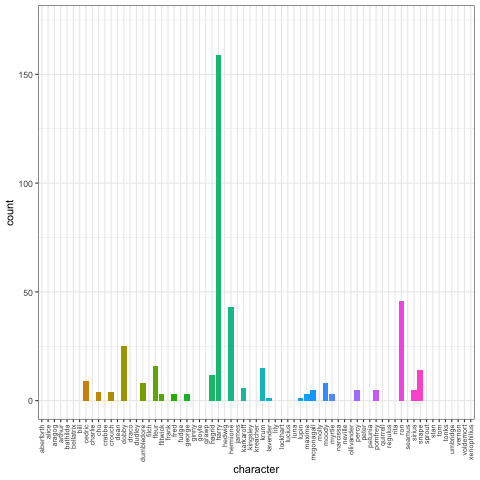 150
100
50
0
count
aberforth
alice
aragog
arthur
bathilda
bellatrix
bill
cedric
charlie
cho
crabbe
crouch
dean
dobby
draco
dudley
dumbledore
filch
fleur
flitwick
frank
fred
fudge
george
ginny
goyle
grawp
hagrid
harry
hedwig
hermione
james
karkaroff
kingsley
kreacher
krum
lavender
lily
lockhart
lucius
luna
lupin
maxime
mcgonagall
molly
moody
myrtle
narcissa
neville
ollivander
percy
peter
petunia
pomfrey
quirrell
regulus
rita
ron
seamus
sirius
snape
sprout
stan
tom
tonks
umbridge
vernon
voldemort
xenophilius
character